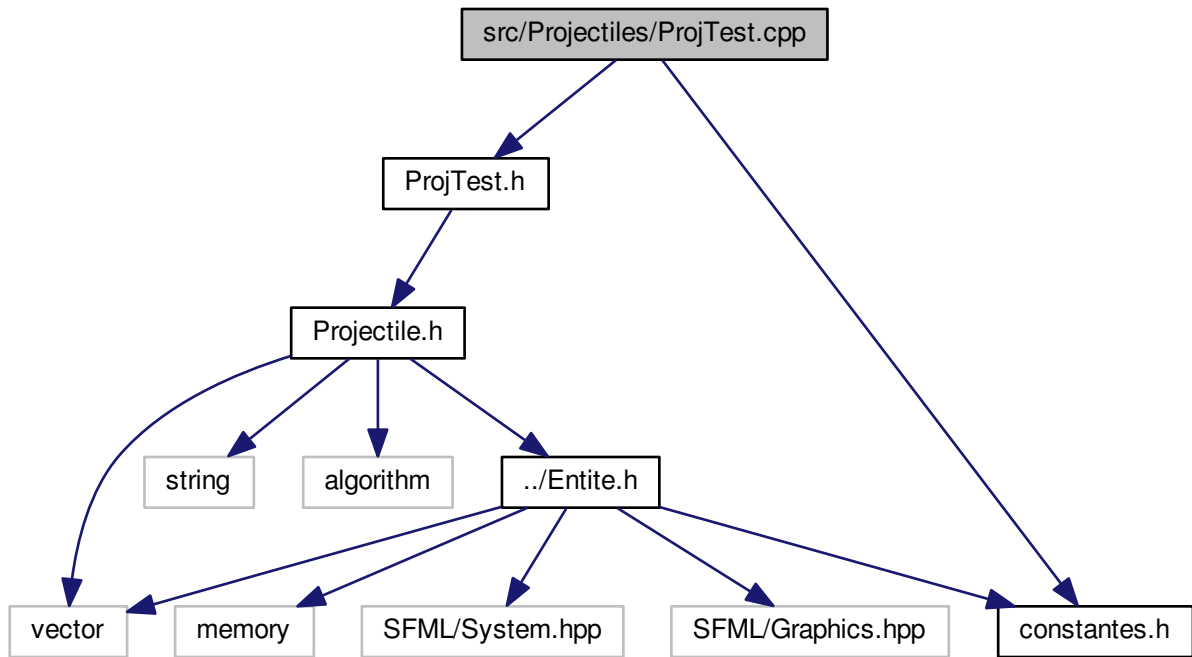 src/Projectiles/ProjTest.cpp
ProjTest.h
Projectile.h
string
algorithm
../Entite.h
vector
memory
SFML/System.hpp
SFML/Graphics.hpp
constantes.h